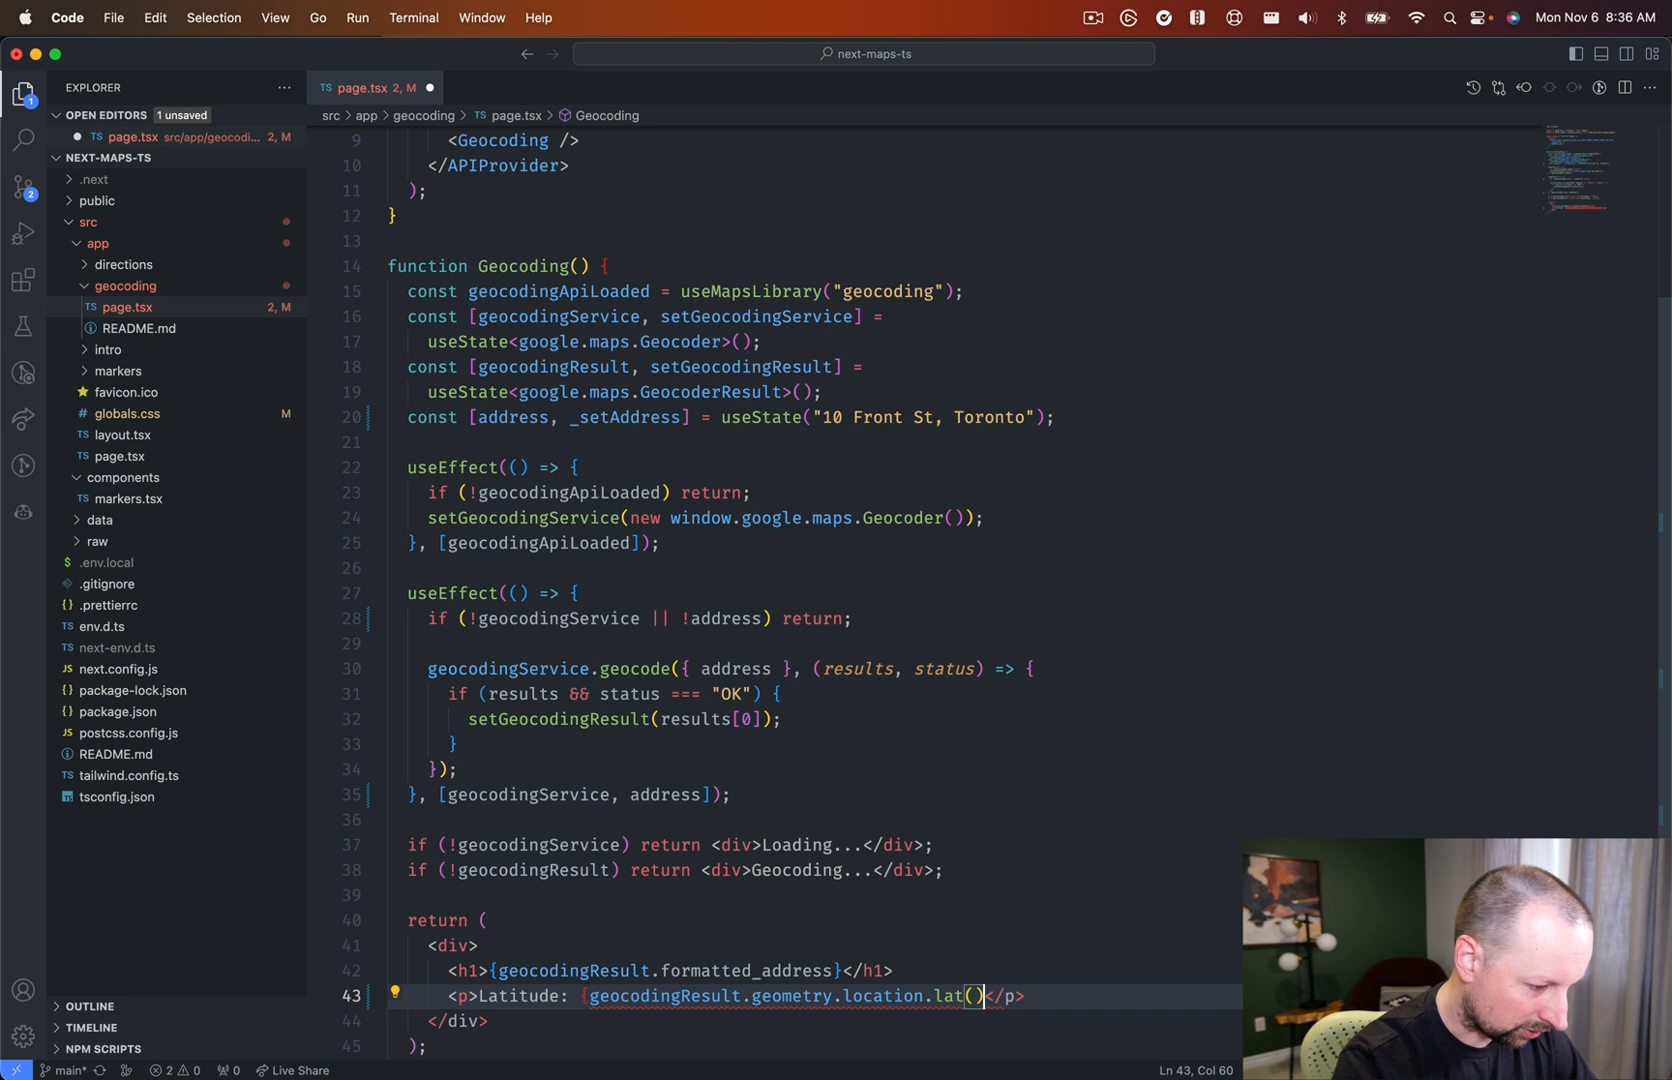 Code File Edit Selection View Go Run Terminal Window Help
Mon Nov 6 8:36 AM
next-maps-ts
EXPLORER
TS page.tsx 2, M
OPEN EDITORS 1 unsaved
TS page.tsx src/app/geocodi... 2, M
src > app > geocoding > TS page.tsx > Geocoding
NEXT-MAPS-TS
.next
public
src
app
directions
geocoding
TS page.tsx 2, M
README.md
intro
markers
favicon.ico
# globals.css M
TS layout.tsx
TS page.tsx
components
TS markers.tsx
data
raw
$ .env.local
.gitignore
{} .prettierrc
TS env.d.ts
TS next-env.d.ts
JS next.config.js
{} package-lock.json
{} package.json
JS postcss.config.js
README.md
TS tailwind.config.ts
tsconfig.json
OUTLINE
TIMELINE
NPM SCRIPTS
9 <Geocoding />
10 </APIProvider>
11 );
12 }
13
14 function Geocoding() {
15 const geocodingApiLoaded = useMapsLibrary("geocoding");
16 const [geocodingService, setGeocodingService] =
17 useState<google.maps.Geocoder>();
18 const [geocodingResult, setGeocodingResult] =
19 useState<google.maps.GeocoderResult>();
20 const [address, _setAddress] = useState("10 Front St, Toronto");
21
22 useEffect(() => {
23 if (!geocodingApiLoaded) return;
24 setGeocodingService(new window.google.maps.Geocoder());
25 }, [geocodingApiLoaded]);
26
27 useEffect(() => {
28 if (!geocodingService || !address) return;
29
30 geocodingService.geocode({ address }, (results, status) => {
31 if (results && status === "OK") {
32 setGeocodingResult(results[0]);
33 }
34 });
35 }, [geocodingService, address]);
36
37 if (!geocodingService) return <div>Loading...</div>;
38 if (!geocodingResult) return <div>Geocoding...</div>;
39
40 return (
41 <div>
42 <h1>{geocodingResult.formatted_address}</h1>
43 <p>Latitude: {geocodingResult.geometry.location.lat()</p>
44 </div>
45 );
main* 2 0 0 Live Share
Ln 43, Col 60
1
2